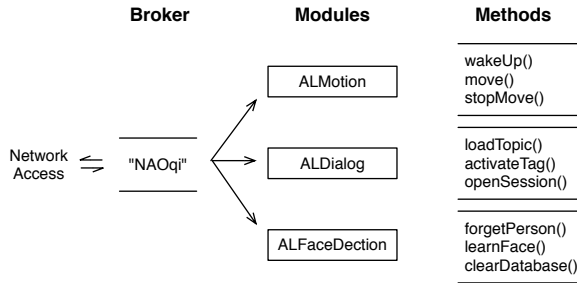 Broker
Modules
Methods
Network
Access
"NAOqi"
ALMotion
wakeUp()
move()
stopMove()
ALDialog
loadTopic()
activateTag()
openSession()
ALFaceDection
forgetPerson()
learnFace()
clearDatabase()